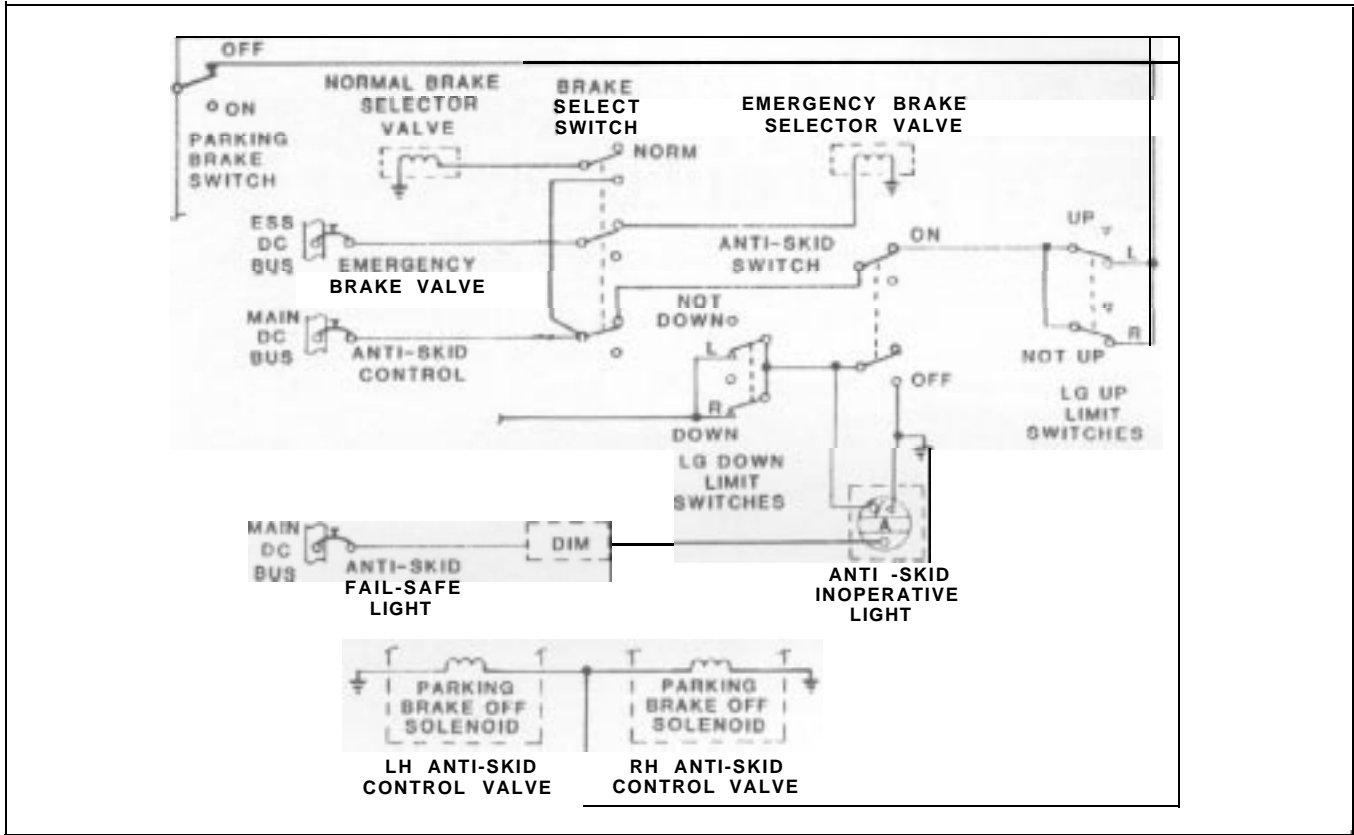 OFF
ON
PARKING
BRAKE
SWITCH
NORMAL BRAKE
SELECTOR
VALVE
BRAKE
SELECT
SWITCH
NORM
EMERGENCY BRAKE
SELECTOR VALVE
ESS
DC
BUS
EMERGENCY
BRAKE VALVE
ANTI-SKID
SWITCH
ON
UP
L
R
NOT UP
LG UP
LIMIT
SWITCHES
MAIN
DC
BUS
ANTI-SKID
CONTROL
NOT
DOWN
L
R
DOWN
LG DOWN
LIMIT
SWITCHES
OFF
MAIN
DC
BUS
ANTI-SKID
FAIL-SAFE
LIGHT
DIM
A
ANTI -SKID
INOPERATIVE
LIGHT
PARKING
BRAKE OFF
SOLENOID
LH ANTI-SKID
CONTROL VALVE
PARKING
BRAKE OFF
SOLENOID
RH ANTI-SKID
CONTROL VALVE